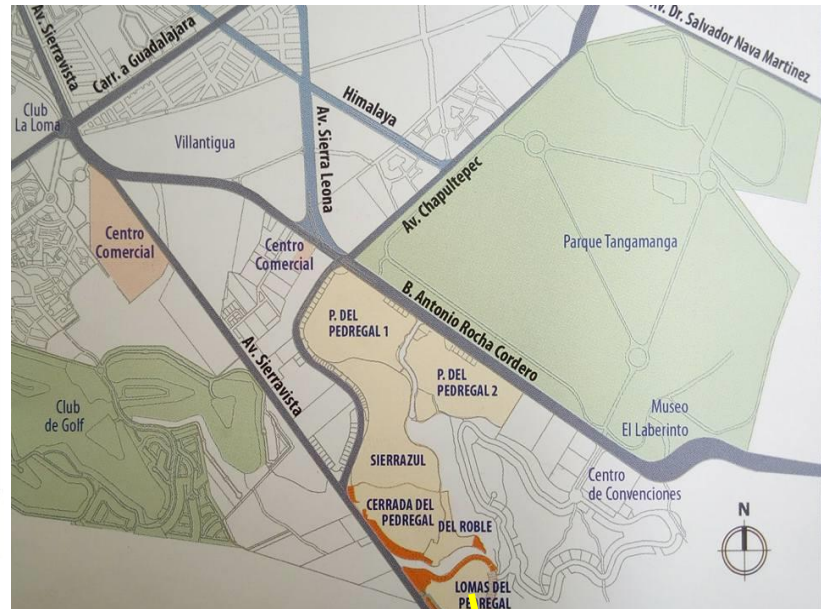 Av. Sierravista
Carr. a Guadalajara
Av. Dr. Salvador Nava Martinez
Club
La Loma
Villantigua
Himalaya
Av. Sierra Leona
Av. Chapultepec
Centro
Comercial
Centro
Comercial
Parque Tangamanga
P. DEL
PEDREGAL 1
B. Antonio Rocha Cordero
Av. Sierravista
P. DEL
PEDREGAL 2
Club
de Golf
Museo
El Laberinto
SIERRAZUL
Centro
de Convenciones
CERRADA DEL
PEDREGAL
DEL ROBLE
N
LOMAS DEL
PEDREGAL